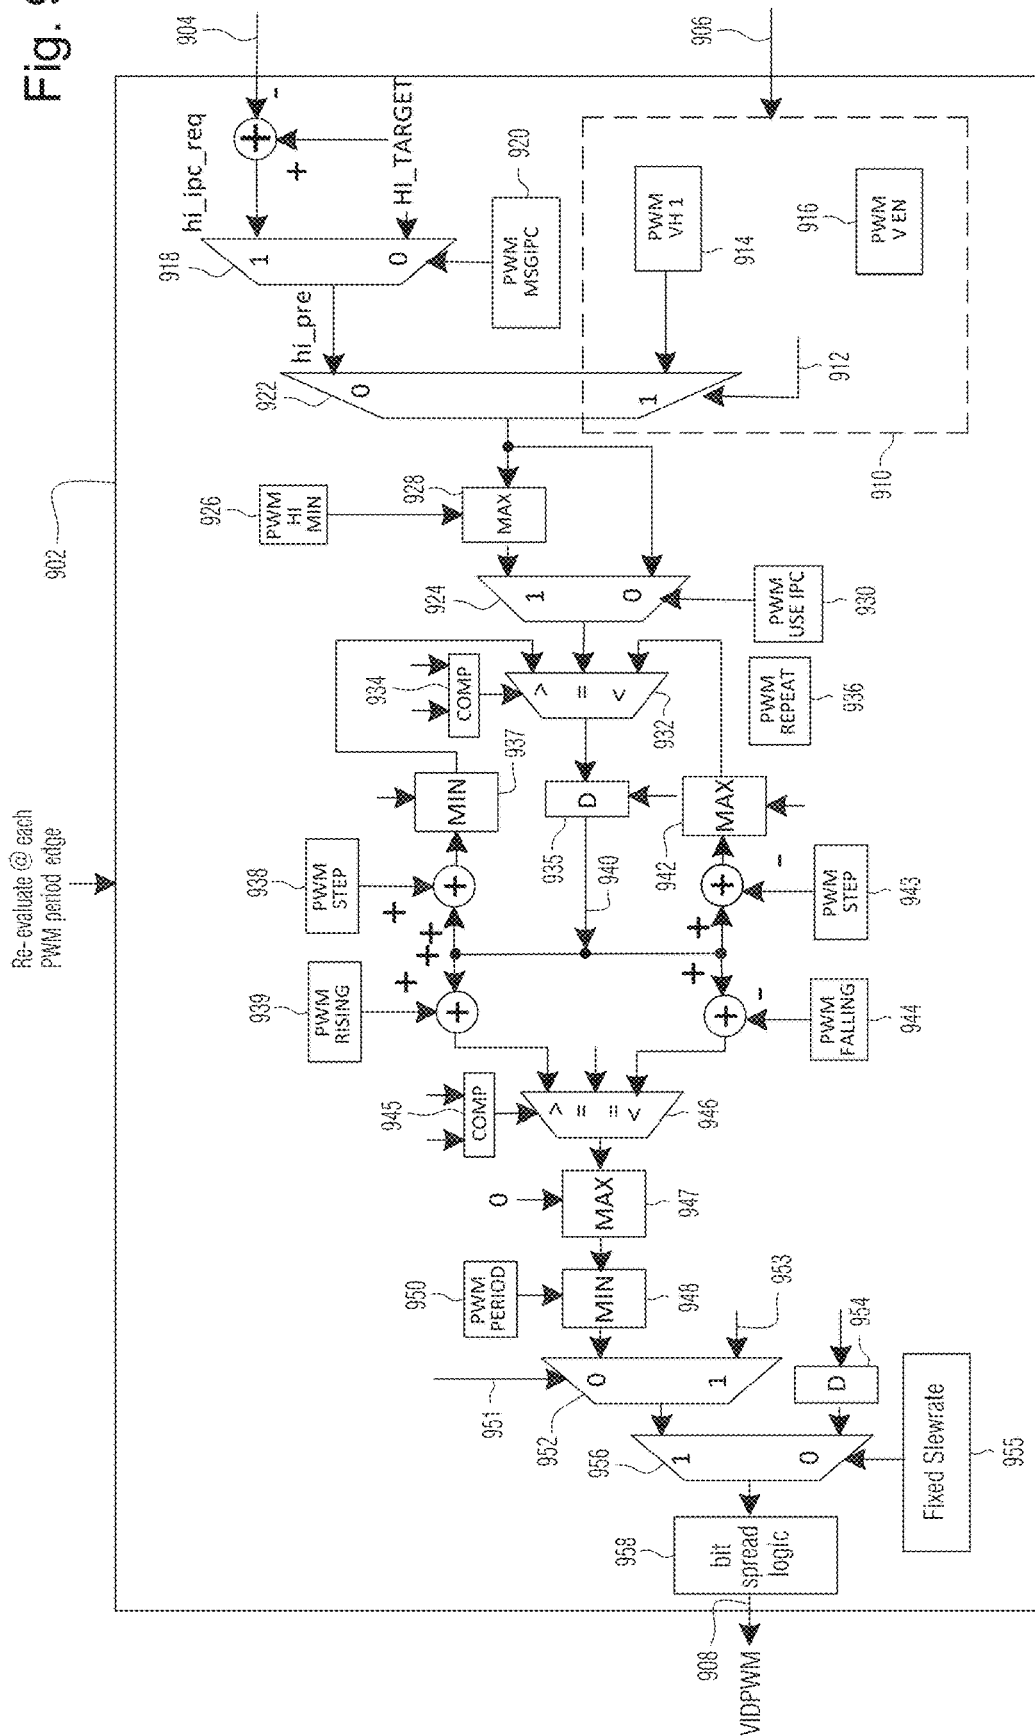 Fig. 9
Re-evaluate @ each
PWM period edge
902
904
906
hi_ipc_req
-
+
+
HI_TARGET
918
1
0
PWM
MSGIPC
920
hi_pre
PWM
VH 1
914
PWM
V EN
916
922
0
1
912
910
926
PWM
HI
MIN
928
MAX
924
1
0
PWM
USE IPC
930
934
COMP
>
=
<
932
PWM
REPEAT
936
937
MIN
D
935
MAX
942
938
PWM
STEP
+
+
+
940
+
+
-
PWM
STEP
943
939
PWM
RISING
+
+
+
+
+
-
PWM
FALLING
944
945
COMP
>
=
=
<
946
0
MAX
947
950
PWM
PERIOD
MIN
948
953
951
952
0
1
D
954
956
1
0
Fixed Slewrate
955
958
bit
spread
logic
908
VIDPWM